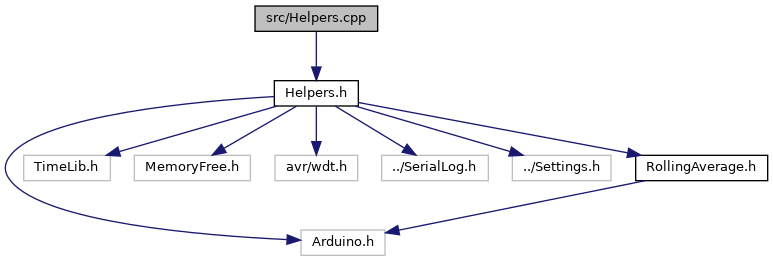 src/Helpers.cpp
Helpers.h
TimeLib.h
MemoryFree.h
avr/wdt.h
../SerialLog.h
../Settings.h
RollingAverage.h
Arduino.h